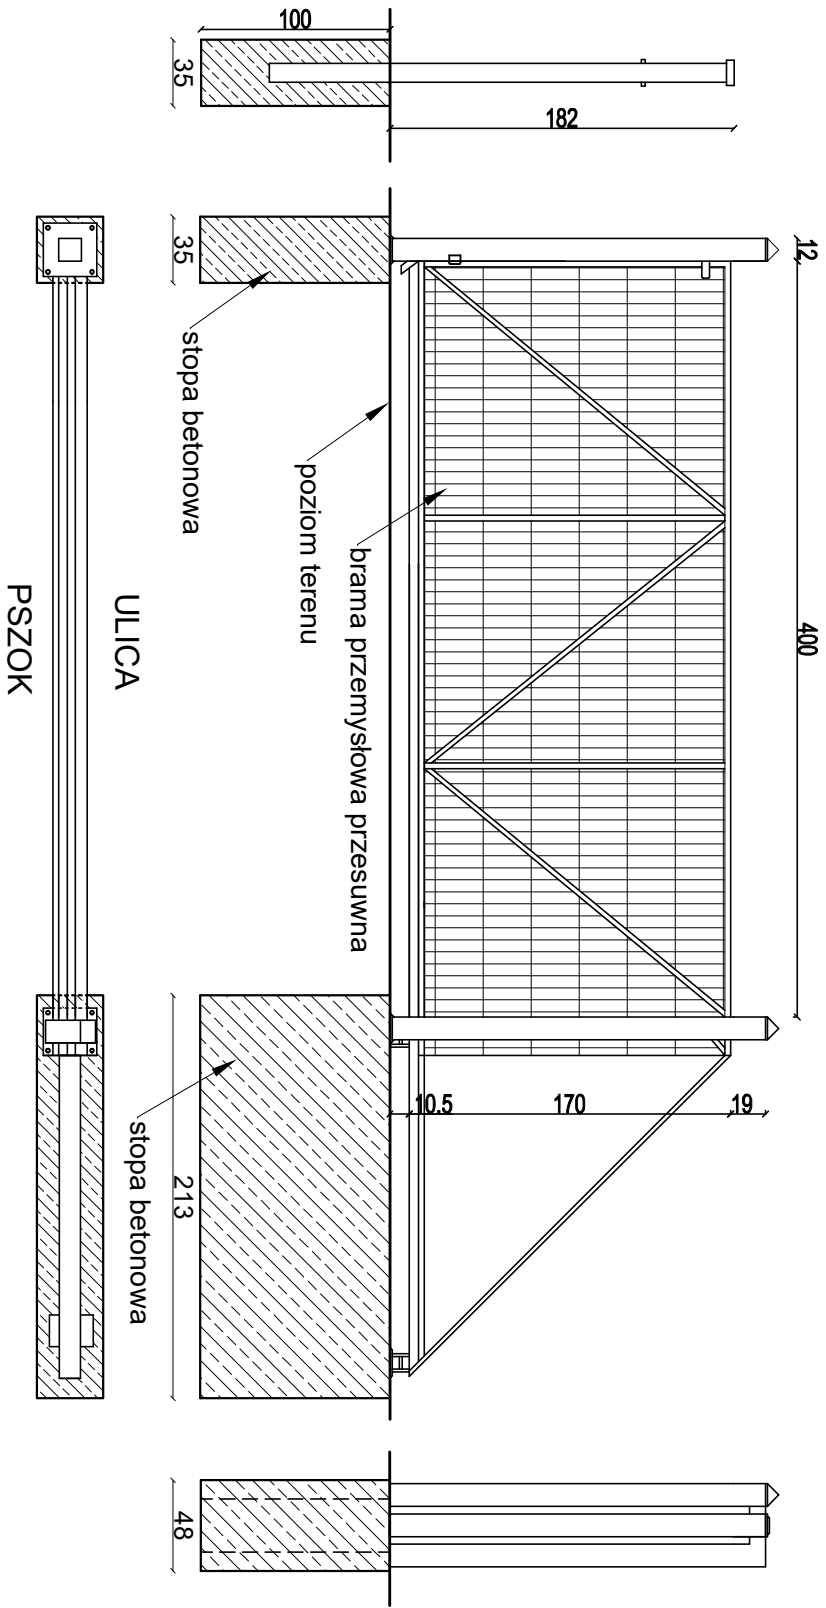 100
35
182
35
12
400
stopa betonowa
poziom terenu
brama przemysłowa przesuwna
ULICA
PSZOK
10.5
170
19
213
stopa betonowa
48